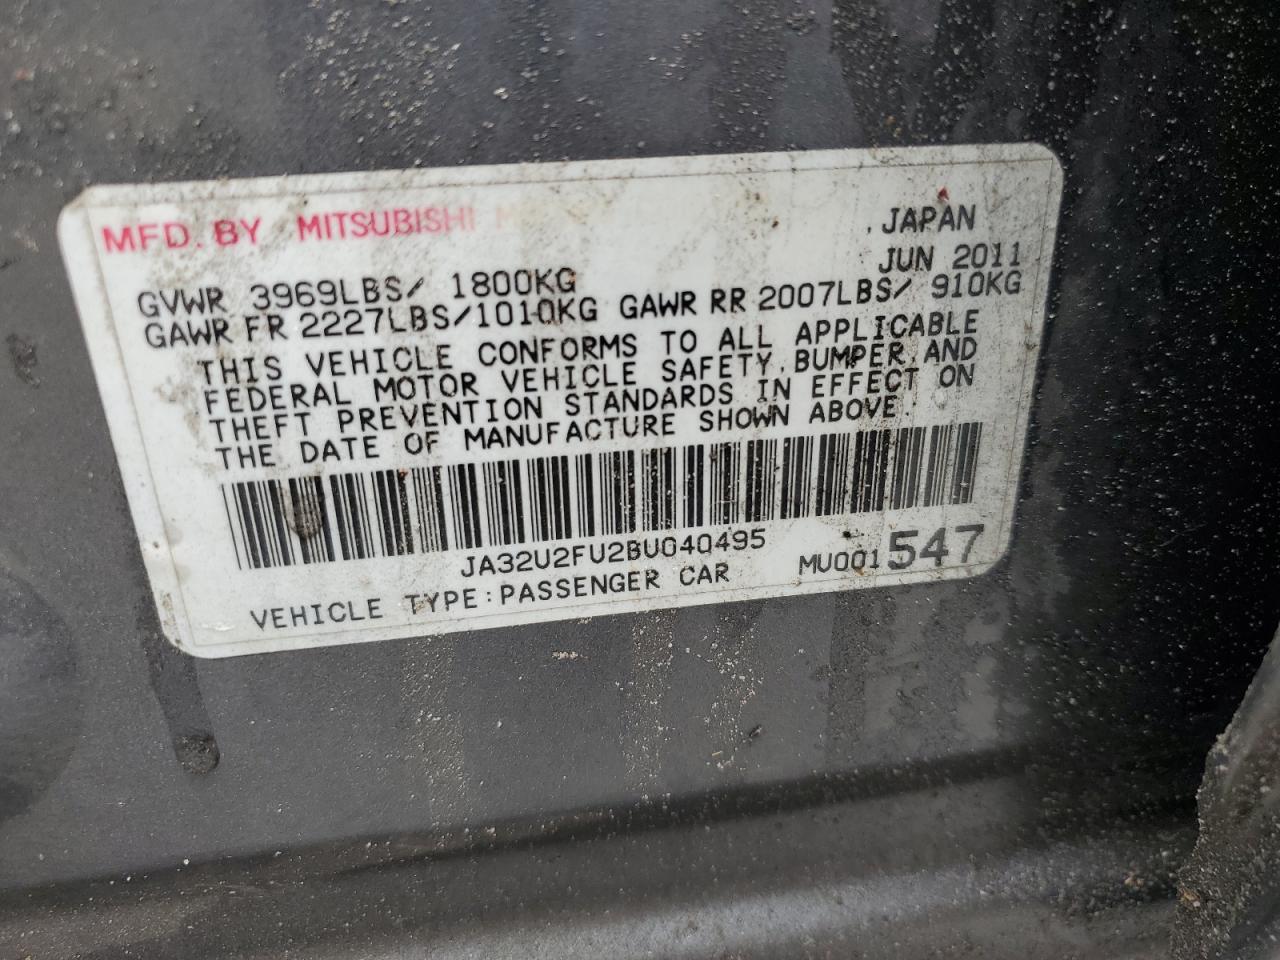 MFD. BY MITSUBISHI M
JAPAN
JUN 2011
GVWR 3969LBS/ 1800KG
GAWR FR 2227LBS/1010KG GAWR RR 2007LBS/ 910KG
THIS VEHICLE CONFORMS TO ALL APPLICABLE
FEDERAL MOTOR VEHICLE SAFETY, BUMPER, AND
THEFT PREVENTION STANDARDS IN EFFECT ON
THE DATE OF MANUFACTURE SHOWN ABOVE.
JA32U2FU2BU040495
MU001547
VEHICLE TYPE:PASSENGER CAR